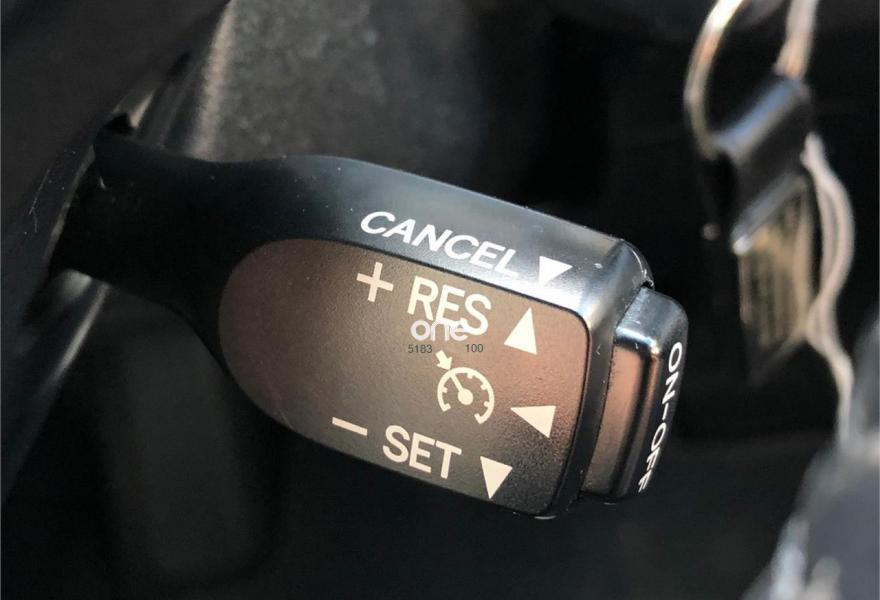 CANCEL
+ RES
one
5183 100
- SET
ON-OFF